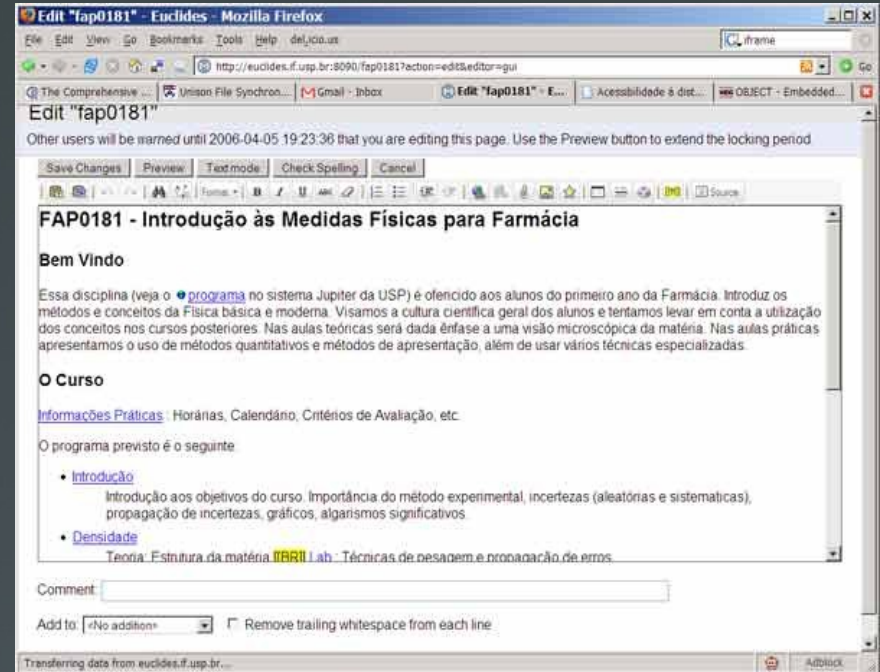 Edit "fap0181" - Euclides - Mozilla Firefox
File Edit View Go Bookmarks Tools Help del.icio.us
iframe
http://euclides.if.usp.br:8090/fap0181?action=edit&editor=gui
Go
The Comprehensive ... Unison File Synchron... Gmail - Inbox Edit "fap0181" - E... Acessibilidade à dist... OBJECT - Embedded...
Edit "fap0181"
Other users will be warned until 2006-04-05 19:23:36 that you are editing this page. Use the Preview button to extend the locking period.
Save Changes Preview Text mode Check Spelling Cancel
Format B I U ABC Source
FAP0181 - Introdução às Medidas Físicas para Farmácia
Bem Vindo
Essa disciplina (veja o programa no sistema Jupiter da USP) é ofericido aos alunos do primeiro ano da Farmácia. Introduz os
métodos e conceitos da Física básica e moderna. Visamos a cultura científica geral dos alunos e tentamos levar em conta a utilização
dos conceitos nos cursos posteriores. Nas aulas teóricas será dada ênfase a uma visão microscópica da matéria. Nas aulas práticas
apresentamos o uso de métodos quantitativos e métodos de apresentação, além de usar vários técnicas especializadas.
O Curso
Informações Práticas : Horárias, Calendário, Critérios de Avaliação, etc.
O programa previsto é o seguinte
• Introdução
Introdução aos objetivos do curso. Importância do método experimental, incertezas (aleatórias e sistematicas),
propagação de incertezas, gráficos, algarismos significativos.
• Densidade
Teoria: Estrutura da matéria [[BR]] Lab : Técnicas de pesagem e propagação de erros.
Comment:
Add to: <No addition> Remove trailing whitespace from each line
Transferring data from euclides.if.usp.br...
Adblock